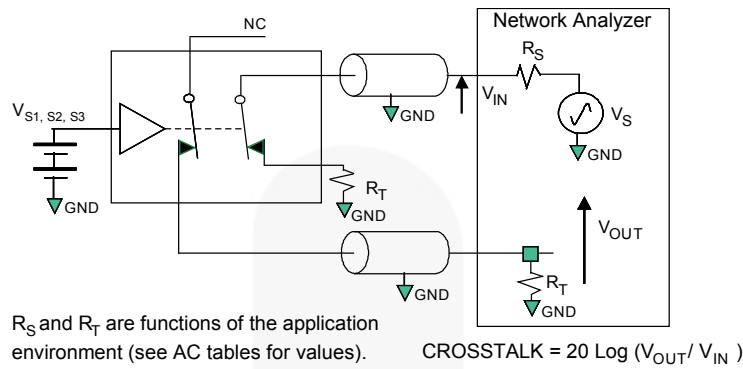 Network Analyzer
NC
R_S
V_IN
V_S
GND
GND
V_S1, S2, S3
R_T
GND
GND
V_OUT
R_T
GND
GND
R_S and R_T are functions of the application
environment (see AC tables for values).
CROSSTALK = 20 Log (V_OUT/ V_IN )